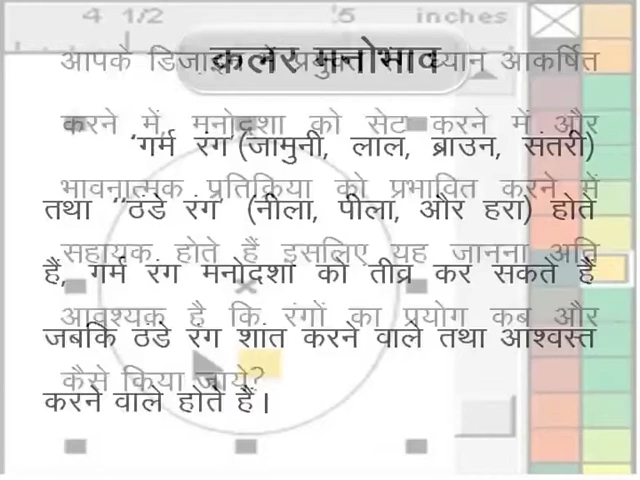 4 1/2 5 inches
कलर मनोभाव
आपके डिजाइन में प्रयुक्त रंग ध्यान आकर्षित
करने में, मनोदशा को सेट करने में और
भावनात्मक प्रतिक्रिया को प्रभावित करने में
सहायक होते हैं इसलिए यह जानना अति
आवश्यक है कि रंगों का प्रयोग कब और
कैसे किया जाये?
"गर्म रंग"(जामुनी, लाल, ब्राउन, संतरी)
तथा "ठंडे रंग" (नीला, पीला, और हरा) होते
हैं, गर्म रंग मनोदशा को तीव्र कर सकते हैं
जबकि ठंडे रंग शांत करने वाले तथा आश्वस्त
करने वाले होते हैं।